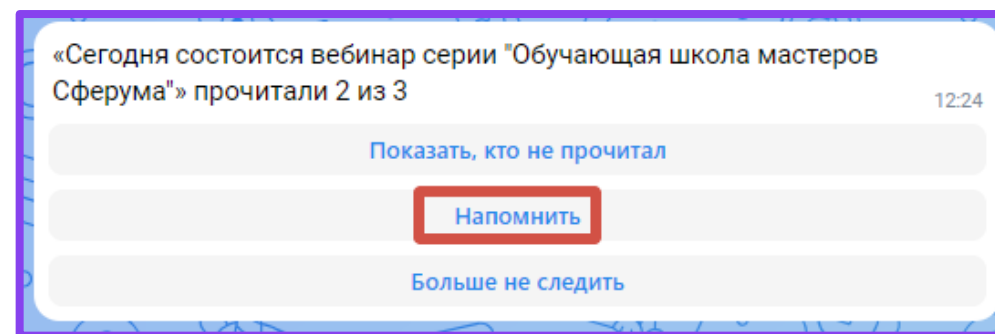 «Сегодня состоится вебинар серии "Обучающая школа мастеров
Сферума"» прочитали 2 из 3
12:24
Показать, кто не прочитал
Напомнить
Больше не следить